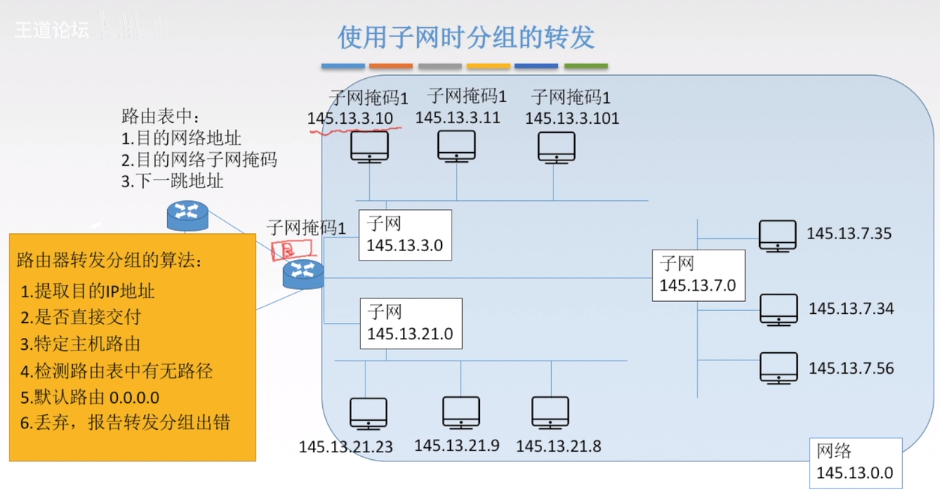 王道论坛
使用子网时分组的转发
路由表中：
1.目的网络地址
2.目的网络子网掩码
3.下一跳地址
子网掩码1
145.13.3.10
子网掩码1
145.13.3.11
子网掩码1
145.13.3.101
子网掩码1
子网
145.13.3.0
子网
145.13.7.0
145.13.7.35
145.13.7.34
145.13.7.56
路由器转发分组的算法：
1.提取目的IP地址
2.是否直接交付
3.特定主机路由
4.检测路由表中有无路径
5.默认路由 0.0.0.0
6.丢弃，报告转发分组出错
子网
145.13.21.0
145.13.21.23
145.13.21.9
145.13.21.8
网络
145.13.0.0